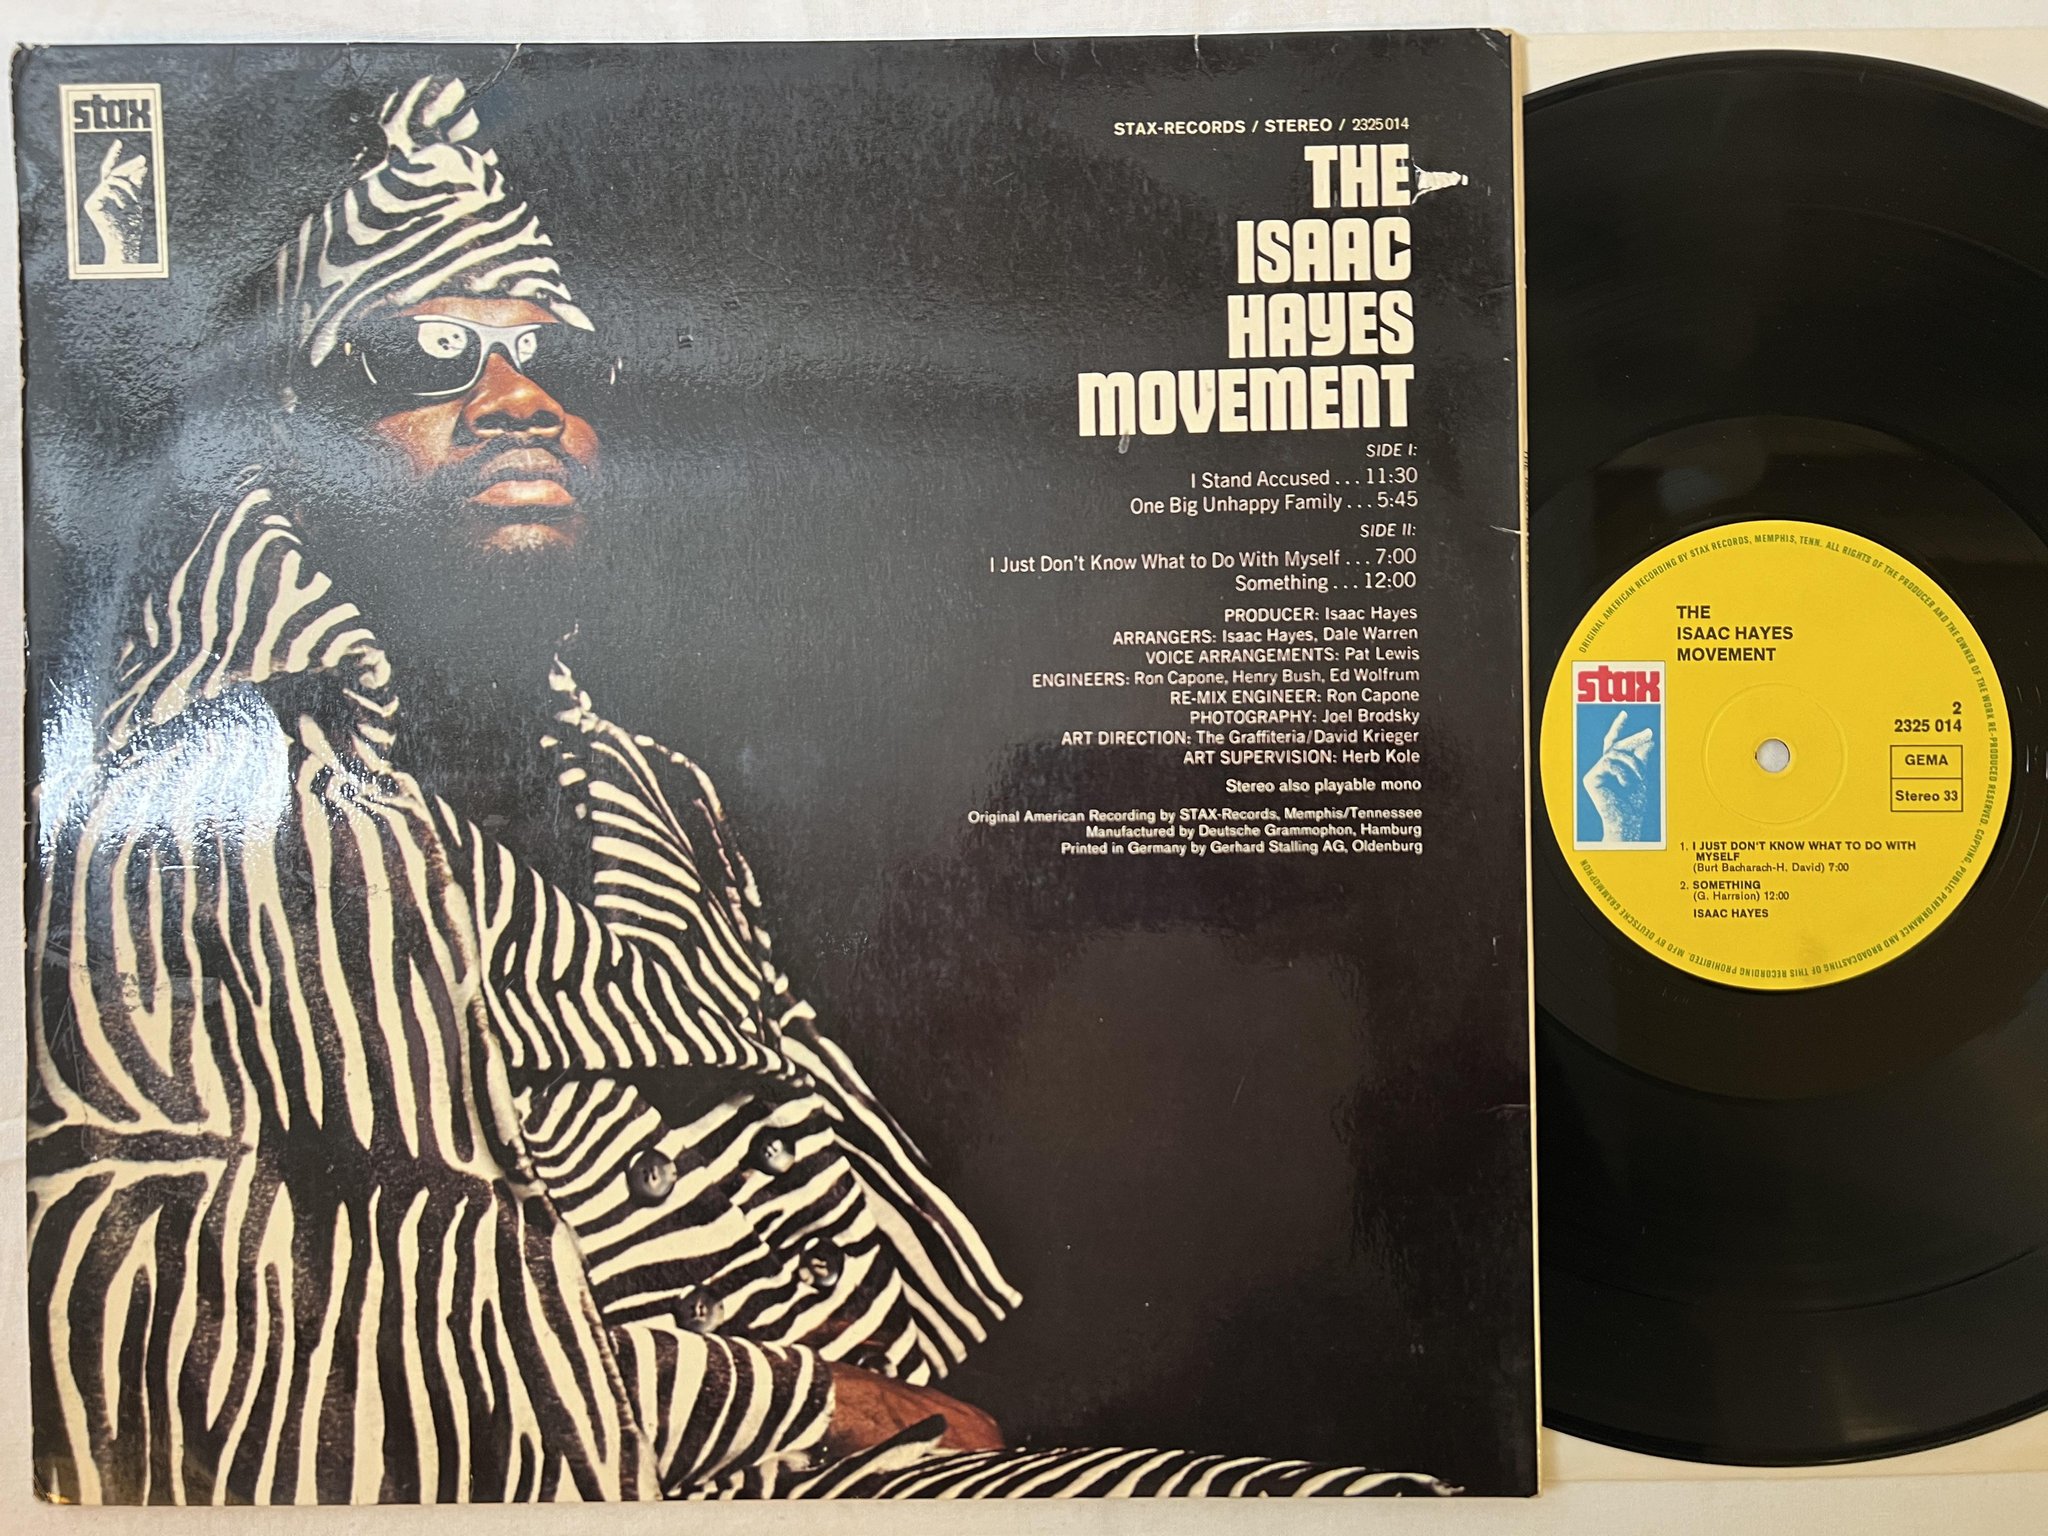 stax
STAX-RECORDS / STEREO / 2325 014
THE
ISAAC
HAYES
MOVEMENT
SIDE I:
I Stand Accused . . . 11:30
One Big Unhappy Family . . . 5:45
SIDE II:
I Just Don't Know What to Do With Myself . . . 7:00
Something . . . 12:00
PRODUCER: Isaac Hayes
ARRANGERS: Isaac Hayes, Dale Warren
VOICE ARRANGEMENTS: Pat Lewis
ENGINEERS: Ron Capone, Henry Bush, Ed Wolfrum
RE-MIX ENGINEER: Ron Capone
PHOTOGRAPHY: Joel Brodsky
ART DIRECTION: The Graffiteria/David Krieger
ART SUPERVISION: Herb Kole
Stereo also playable mono
Original American Recording by STAX-Records, Memphis/Tennessee
Manufactured by Deutsche Grammophon, Hamburg
Printed in Germany by Gerhard Stalling AG, Oldenburg
ORIGINAL AMERICAN RECORDING BY STAX RECORDS, MEMPHIS, TENN. ALL RIGHTS OF THE PRODUCER AND THE OWNER OF THE WORK RE-PRODUCED RESERVED. COPYING, PUBLIC PERFORMANCE AND BROADCASTING OF THIS RECORDING PROHIBITED. MFD BY DEUTSCHE GRAMMOPHON
THE
ISAAC HAYES
MOVEMENT
stax
2
2325 014
GEMA
Stereo 33
1. I JUST DON'T KNOW WHAT TO DO WITH
MYSELF
(Burt Bacharach-H. David) 7:00
2. SOMETHING
(G. Harrsion) 12:00
ISAAC HAYES